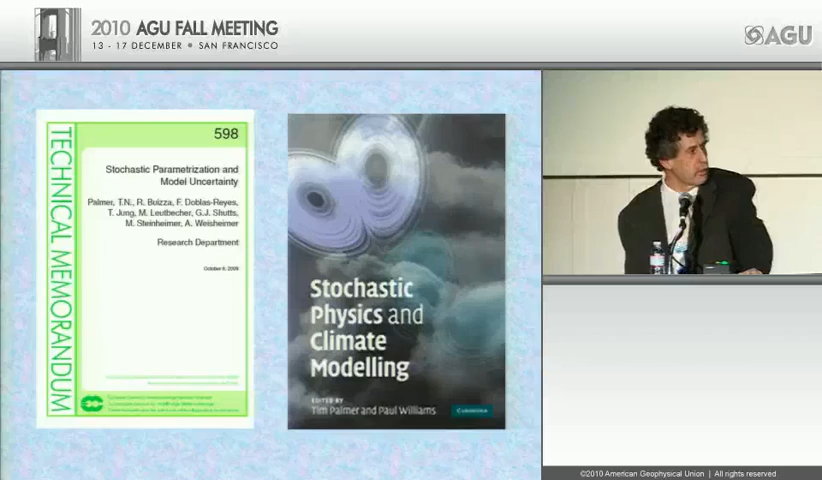 2010 AGU FALL MEETING
13 - 17 DECEMBER • SAN FRANCISCO
AGU
TECHNICAL MEMORANDUM
598
Stochastic Parametrization and
Model Uncertainty
Palmer, T.N., R. Buizza, F. Doblas-Reyes,
T. Jung, M. Leutbecher, G.J. Shutts,
M. Steinheimer, A. Weisheimer
Research Department
October 8, 2009
Stochastic
Physics and
Climate
Modelling
EDITED BY
Tim Palmer and Paul Williams
CAMBRIDGE
©2010 American Geophysical Union | All rights reserved